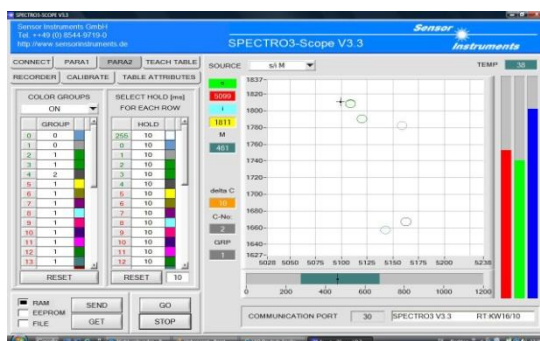 SPECTRO3-SCOPE V3.3
Sensor Instruments GmbH
Tel. ++49 (0) 8544-9719-0
http://www.sensorinstruments.de
SPECTRO3-Scope V3.3
Sensor
Instruments
CONNECT PARA1 PARA2 TEACH TABLE
RECORDER CALIBRATE TABLE ATTRIBUTES
SOURCE s/i M TEMP 38
COLOR GROUPS
ON
SELECT HOLD [ms]
FOR EACH ROW
GROUP HOLD
0 0 255 10
1 0 0 10
2 1 1 10
3 1 2 10
4 2 3 10
5 1 4 10
6 1 5 10
7 1 6 10
8 1 7 10
9 1 8 10
10 1 9 10
11 1 10 10
12 1 11 10
13 1 12 10
RESET RESET 10
s
5099
i
1811
M
461
delta C
10
C-No:
2
GRP
1
1837-
1820-
1800-
1780-
1760-
1740-
1720-
1700-
1680-
1660-
1640-
1627-
5028 5050 5075 5100 5125 5150 5175 5200 5238
0 200 400 600 800 1000 1200
RAM
EEPROM
FILE
SEND GO
GET STOP
COMMUNICATION PORT 30 SPECTRO3 V3.3 RT:KW16/10